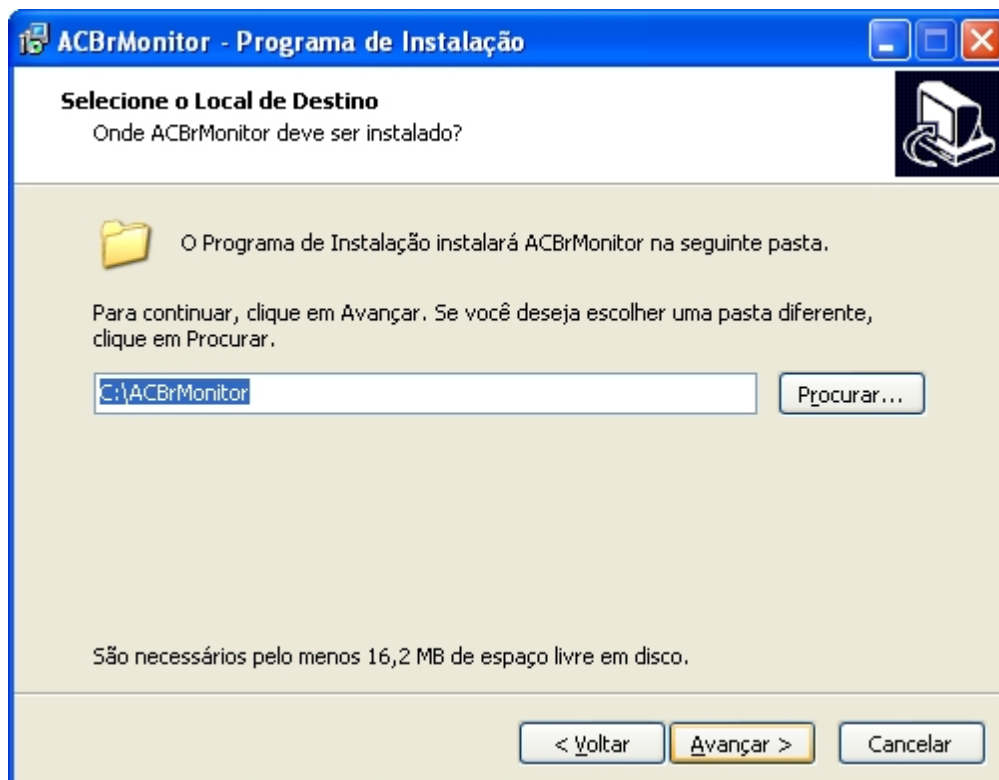 ACBrMonitor - Programa de Instalação
Selecione o Local de Destino
Onde ACBrMonitor deve ser instalado?
O Programa de Instalação instalará ACBrMonitor na seguinte pasta.
Para continuar, clique em Avançar. Se você deseja escolher uma pasta diferente,
clique em Procurar.
C:\ACBrMonitor
Procurar...
São necessários pelo menos 16,2 MB de espaço livre em disco.
< Voltar
Avançar >
Cancelar